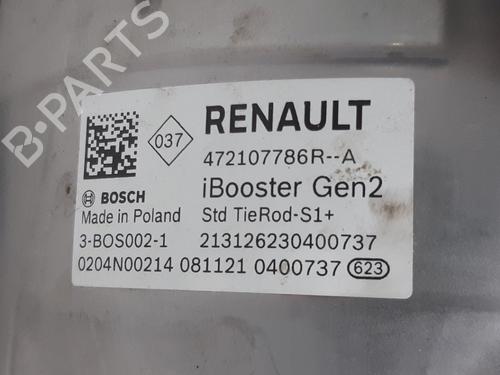 B-PARTS
037
RENAULT
472107786R--A
BOSCH
iBooster Gen2
Made in Poland
Std TieRod-S1+
3-BOS002-1
213126230400737
0204N00214 081121 0400737 623